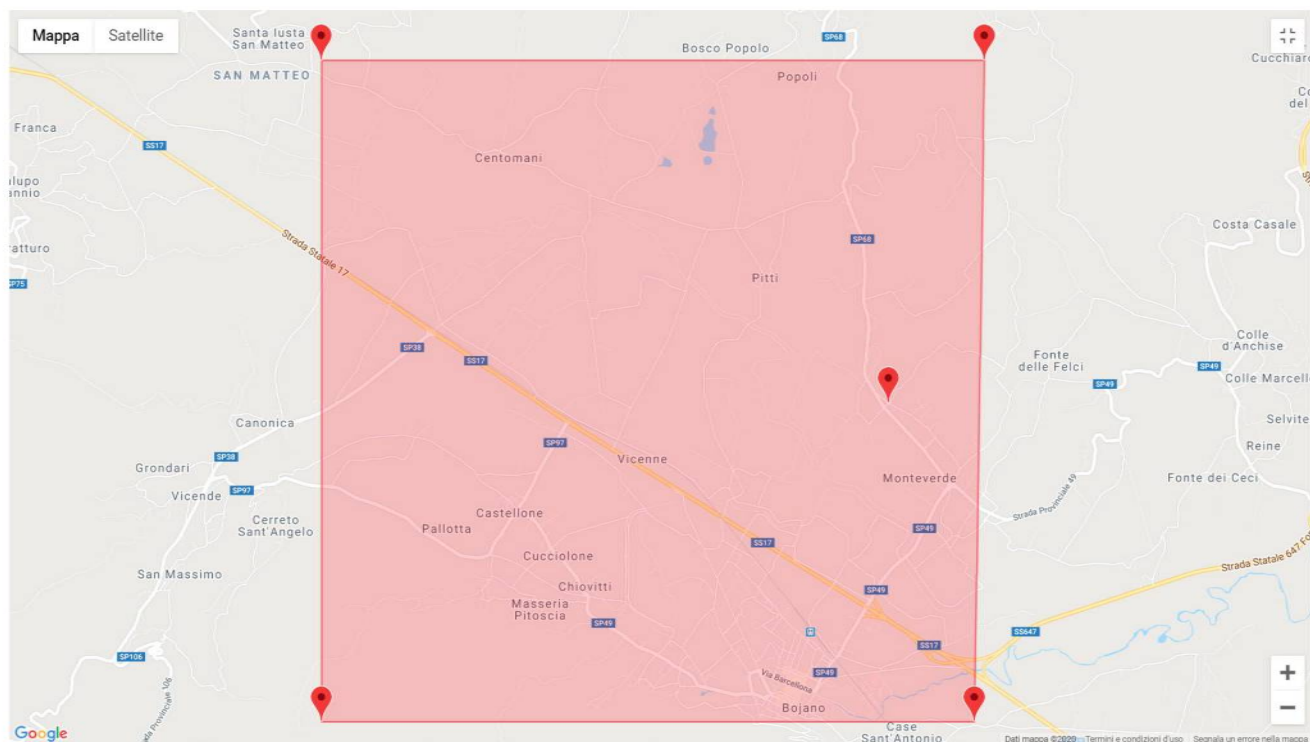 Mappa
Satellite
Santa Iusta
San Matteo
SAN MATTEO
Bosco Popolo
SP68
Popoli
Cucchiaro
Franca
SS17
Centomani
Costa Casale
SP68
Strada Statale 17
Pitti
SP75
SP38
SS17
Colle
d'Anchise
Fonte
delle Felci
SP49
SP49
Colle Marcello
Canonica
SP97
Selvite
Reine
SP38
Vicenne
Grondari
Monteverde
Fonte dei Ceci
SP97
Vicende
Castellone
Strada Provinciale 49
Cerreto
Sant'Angelo
Pallotta
SP49
SS17
Cucciolone
Strada Statale 647
San Massimo
Chiovitti
SP49
Masseria
Pitoscia
SP49
SS647
SS17
SP106
SP49
Via Barcellona
Strada Provinciale 106
Bojano
Case
Sant'Antonio
Google
Dati mappa ©2020
Termini e condizioni d'uso
Segnala un errore nella mappa